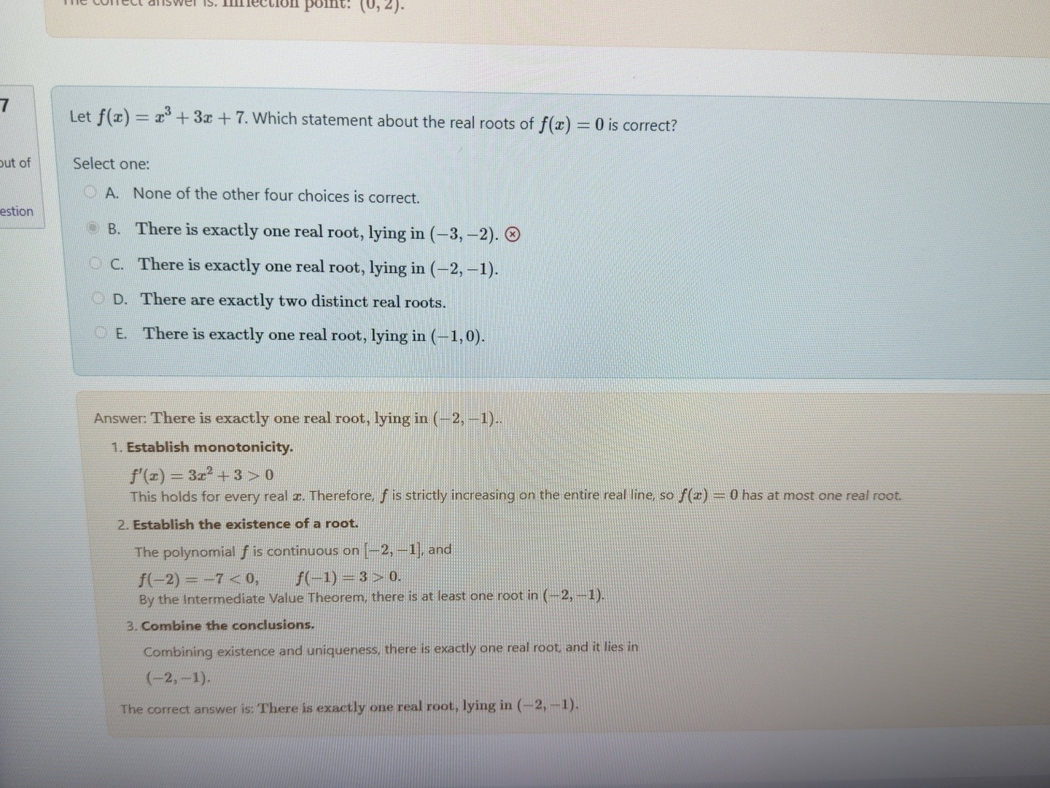 The correct answer is: Inflection point: (0, 2).
7
out of
estion
Let f(x) = x³ + 3x + 7. Which statement about the real roots of f(x) = 0 is correct?
Select one:
A. None of the other four choices is correct.
B. There is exactly one real root, lying in (−3, −2).
C. There is exactly one real root, lying in (−2, −1).
D. There are exactly two distinct real roots.
E. There is exactly one real root, lying in (−1, 0).
Answer: There is exactly one real root, lying in (−2, −1)..
1. Establish monotonicity.
f′(x) = 3x² + 3 > 0
This holds for every real x. Therefore, f is strictly increasing on the entire real line, so f(x) = 0 has at most one real root.
2. Establish the existence of a root.
The polynomial f is continuous on [−2, −1], and
f(−2) = −7 < 0, f(−1) = 3 > 0.
By the Intermediate Value Theorem, there is at least one root in (−2, −1).
3. Combine the conclusions.
Combining existence and uniqueness, there is exactly one real root, and it lies in
(−2, −1).
The correct answer is: There is exactly one real root, lying in (−2, −1).